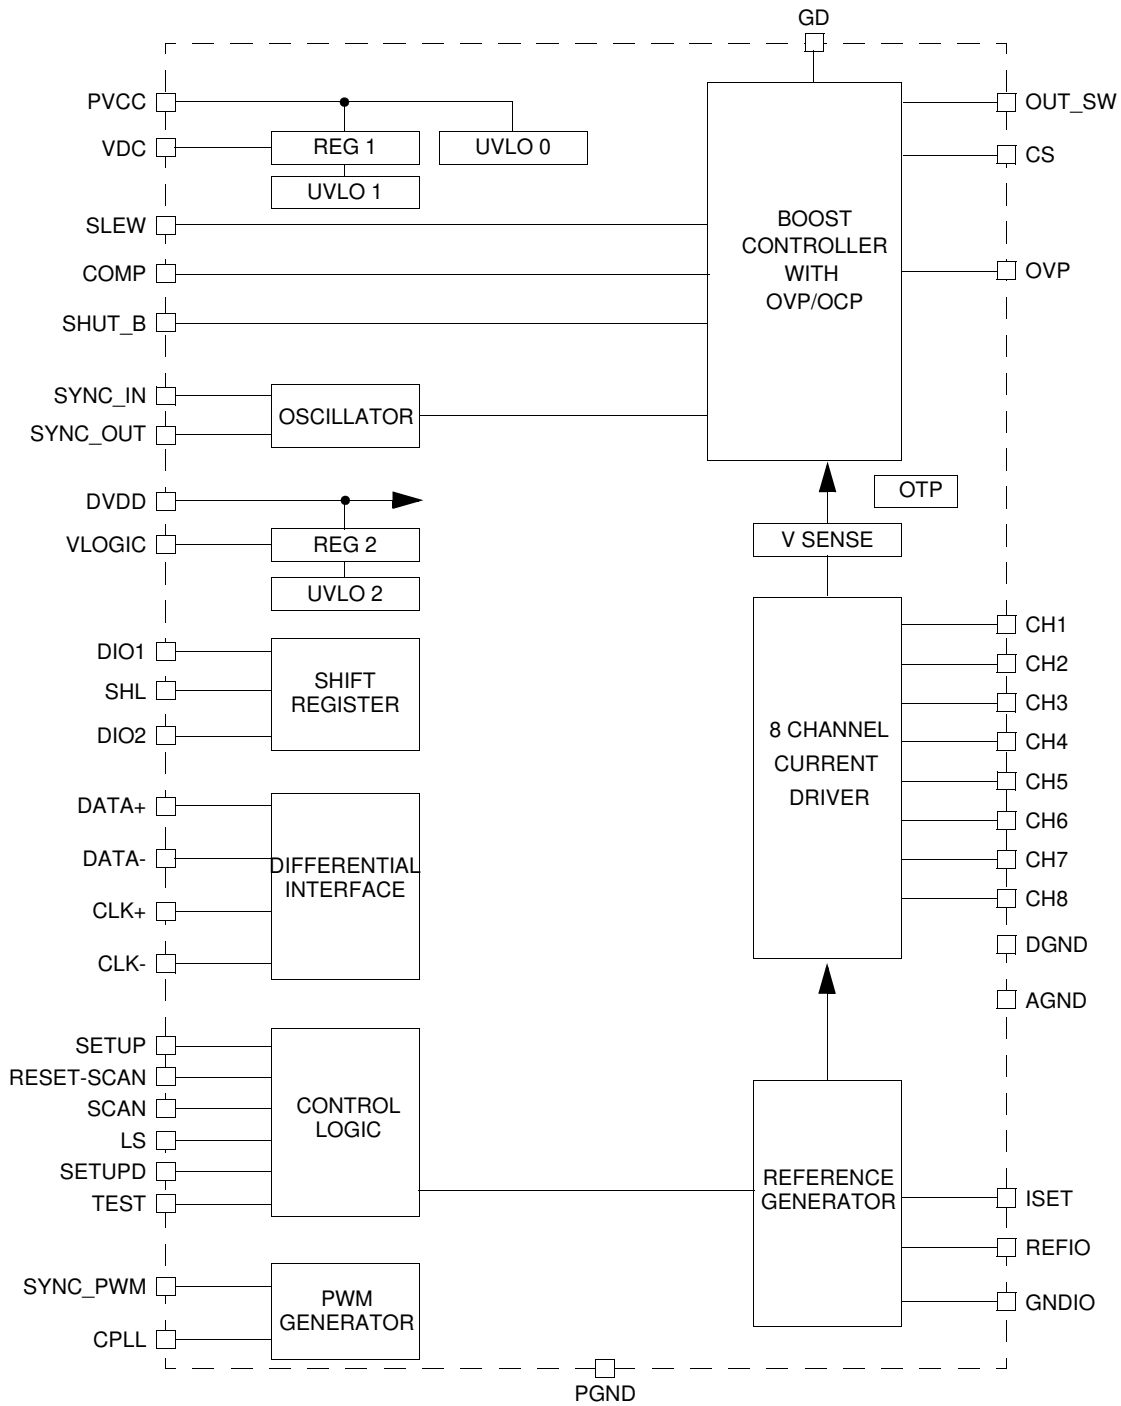 GD
PVCC
VDC
REG 1
UVLO 0
UVLO 1
SLEW
COMP
SHUT_B
BOOST
CONTROLLER
WITH
OVP/OCP
OUT_SW
CS
OVP
SYNC_IN
SYNC_OUT
OSCILLATOR
DVDD
VLOGIC
REG 2
UVLO 2
OTP
V SENSE
DIO1
SHL
DIO2
SHIFT
REGISTER
8 CHANNEL
CURRENT
DRIVER
CH1
CH2
CH3
CH4
CH5
CH6
CH7
CH8
DGND
AGND
DATA+
DATA-
CLK+
CLK-
DIFFERENTIAL
INTERFACE
SETUP
RESET-SCAN
SCAN
LS
SETUPD
TEST
CONTROL
LOGIC
REFERENCE
GENERATOR
ISET
REFIO
GNDIO
SYNC_PWM
CPLL
PWM
GENERATOR
PGND